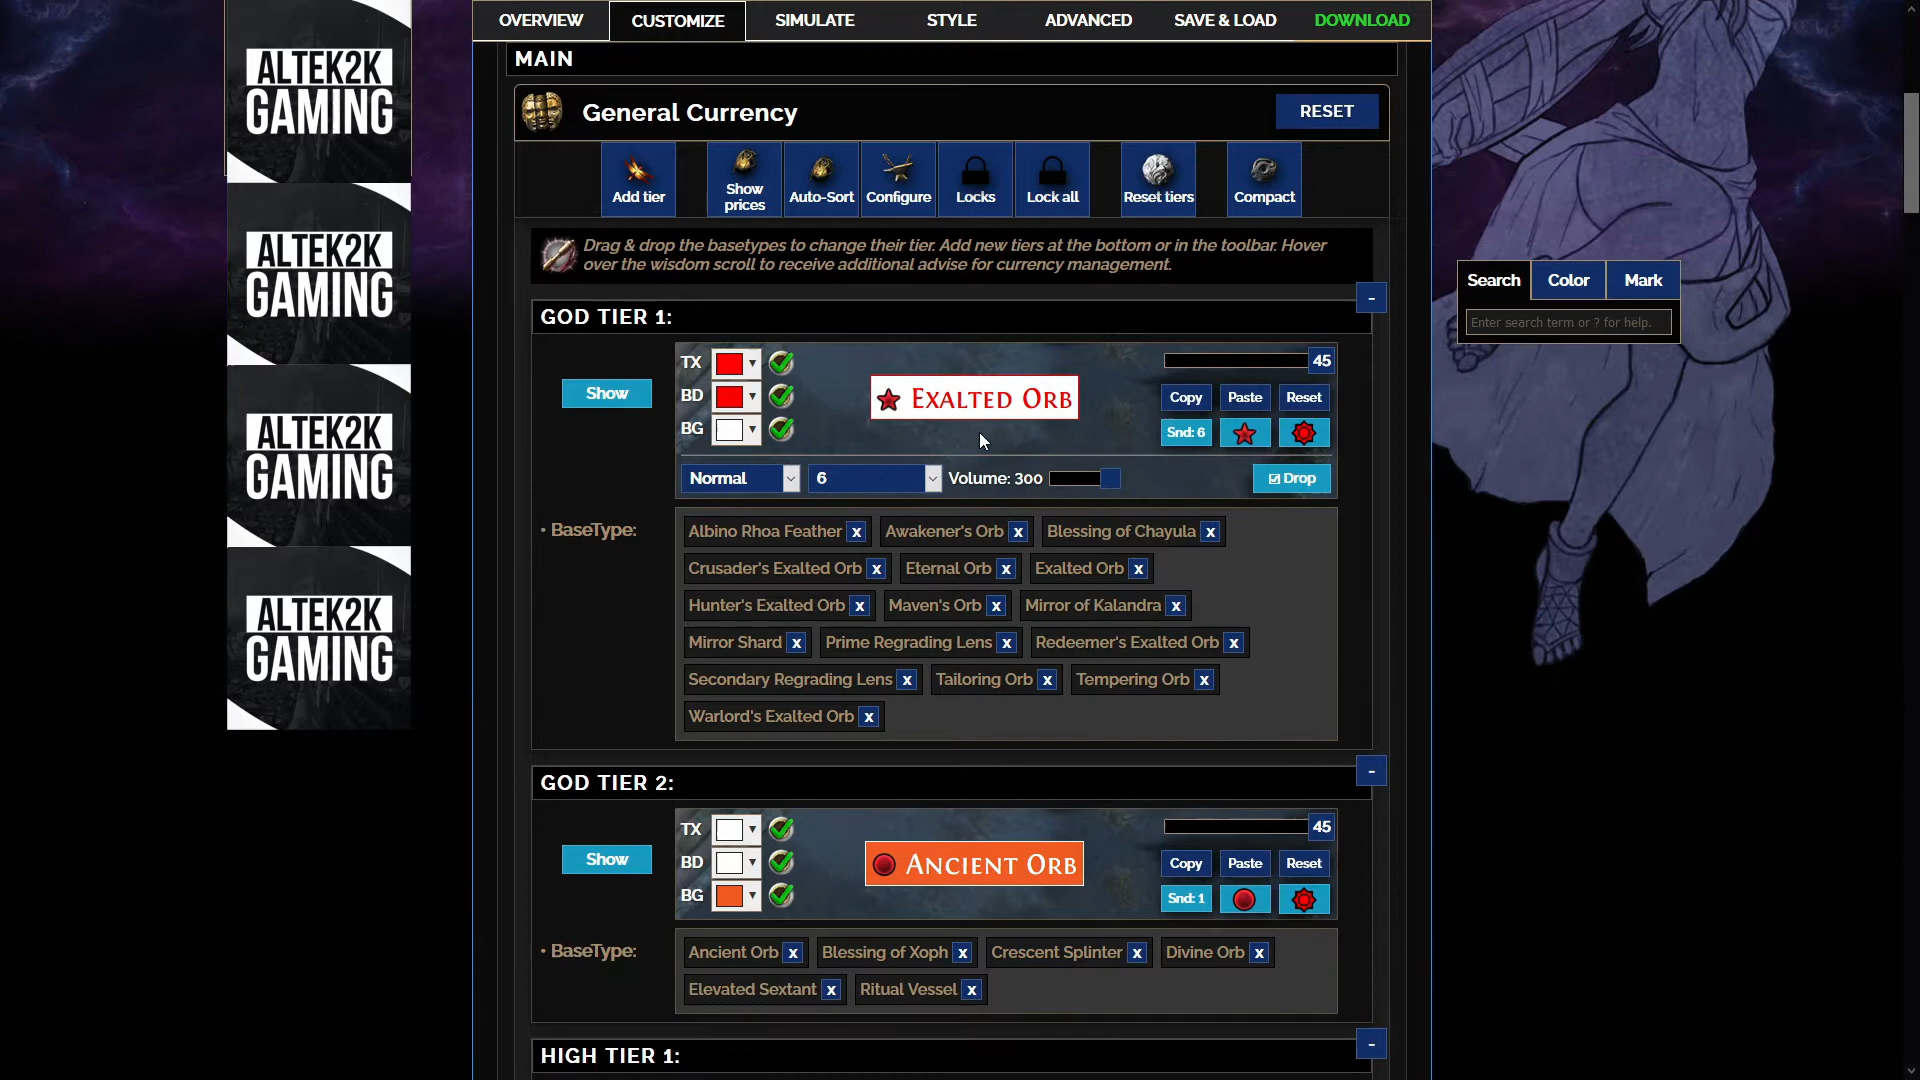 OVERVIEW CUSTOMIZE SIMULATE STYLE ADVANCED SAVE & LOAD DOWNLOAD
MAIN
General Currency RESET
Add tier Show prices Auto-Sort Configure Locks Lock all Reset tiers Compact
Drag & drop the basetypes to change their tier. Add new tiers at the bottom or in the toolbar. Hover
over the wisdom scroll to receive additional advise for currency management.
-
GOD TIER 1:
Show
TX
BD
BG
EXALTED ORB
45
Copy Paste Reset
Snd: 6
Normal 6 Volume: 300 Drop
• BaseType:
Albino Rhoa Feather x Awakener's Orb x Blessing of Chayula x
Crusader's Exalted Orb x Eternal Orb x Exalted Orb x
Hunter's Exalted Orb x Maven's Orb x Mirror of Kalandra x
Mirror Shard x Prime Regrading Lens x Redeemer's Exalted Orb x
Secondary Regrading Lens x Tailoring Orb x Tempering Orb x
Warlord's Exalted Orb x
-
GOD TIER 2:
Show
TX
BD
BG
ANCIENT ORB
45
Copy Paste Reset
Snd: 1
• BaseType:
Ancient Orb x Blessing of Xoph x Crescent Splinter x Divine Orb x
Elevated Sextant x Ritual Vessel x
-
HIGH TIER 1:
Search Color Mark
Enter search term or ? for help.
ALTEK2K
GAMING
ALTEK2K
GAMING
ALTEK2K
GAMING
ALTEK2K
GAMING